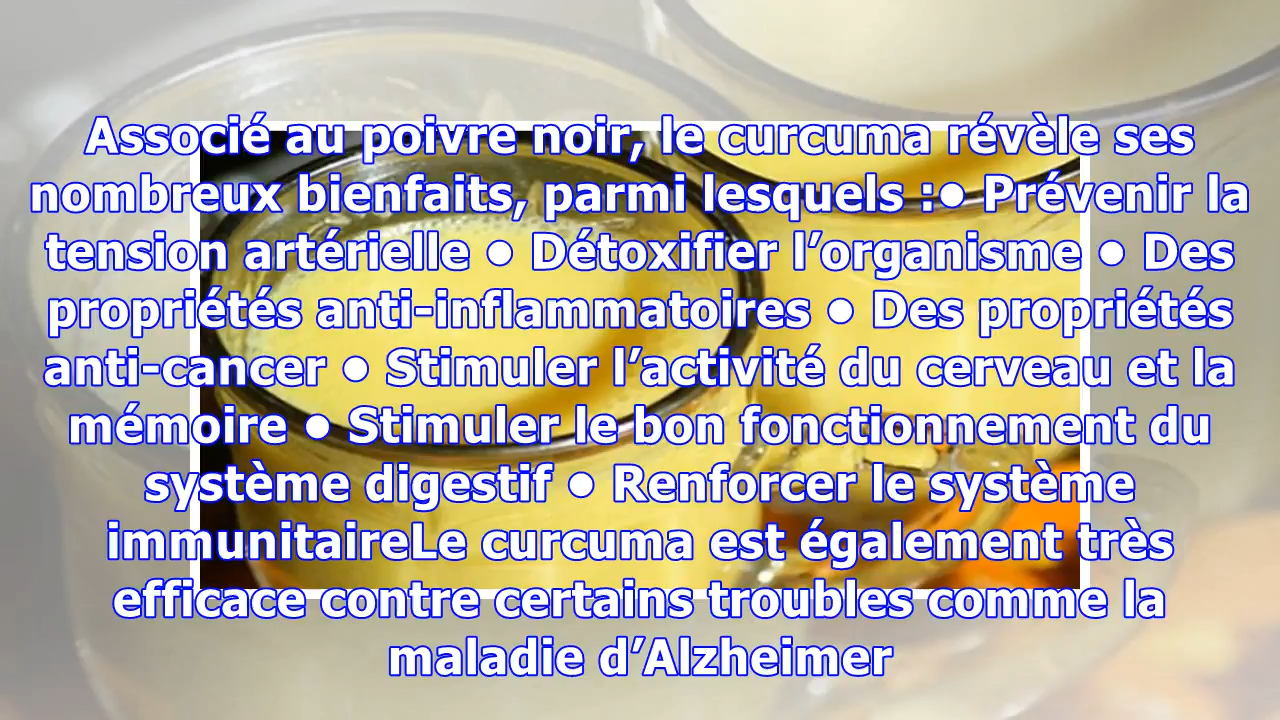 Associé au poivre noir, le curcuma révèle ses
nombreux bienfaits, parmi lesquels :● Prévenir la
tension artérielle ● Détoxifier l’organisme ● Des
propriétés anti-inflammatoires ● Des propriétés
anti-cancer ● Stimuler l’activité du cerveau et la
mémoire ● Stimuler le bon fonctionnement du
système digestif ● Renforcer le système
immunitaireLe curcuma est également très
efficace contre certains troubles comme la
maladie d’Alzheimer